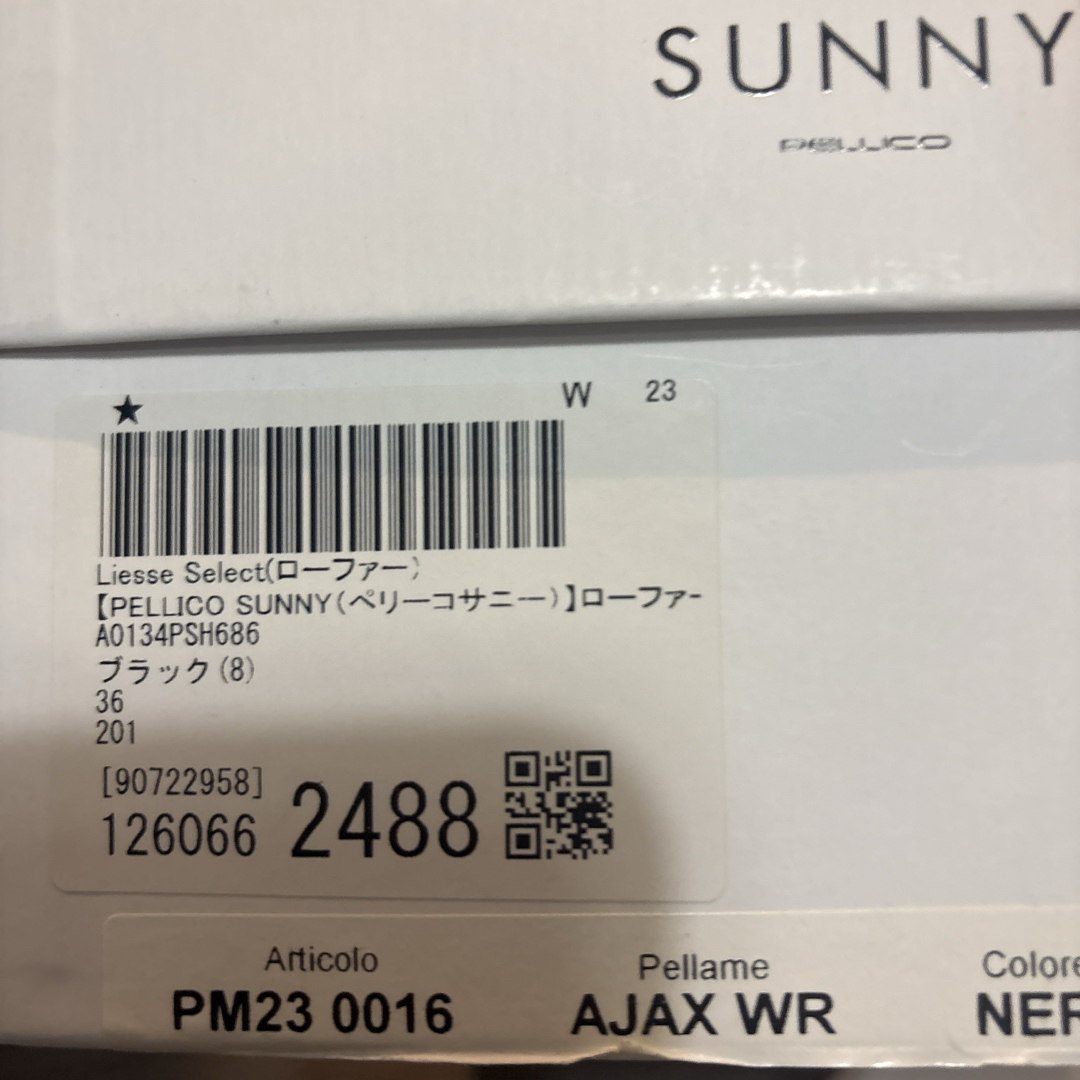 SUNNY
PELLICO
★ W 23
Liesse Select(ローファー)
【PELLICO SUNNY(ペリーコサニー)】ローファー
A0134PSH686
ブラック(8)
36
201
[90722958]
126066 2488
Articolo Pellame Colore
PM23 0016 AJAX WR NER